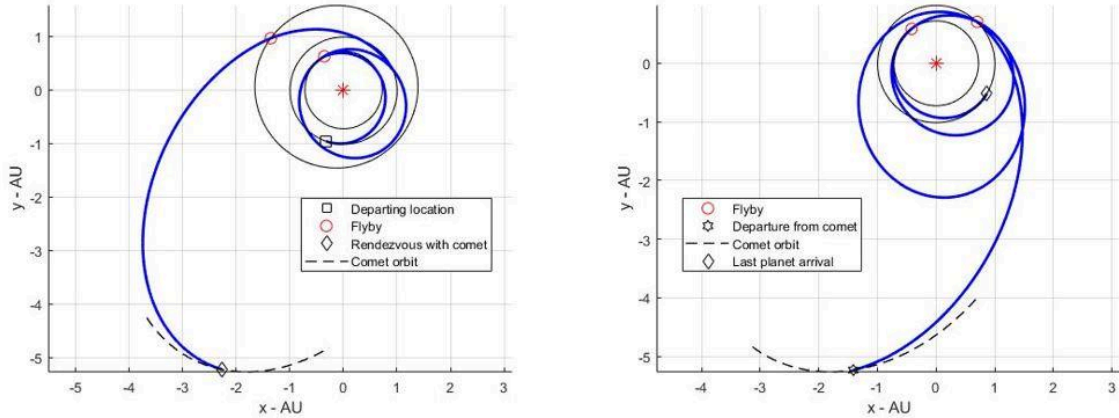 1
0
-1
-2
-3
-4
-5
y - AU
-5
-4
-3
-2
-1
0
1
2
3
x - AU
Departing location
Flyby
Rendezvous with comet
Comet orbit
0
-1
-2
-3
-4
-5
y - AU
-4
-3
-2
-1
0
1
2
3
x - AU
Flyby
Departure from comet
Comet orbit
Last planet arrival